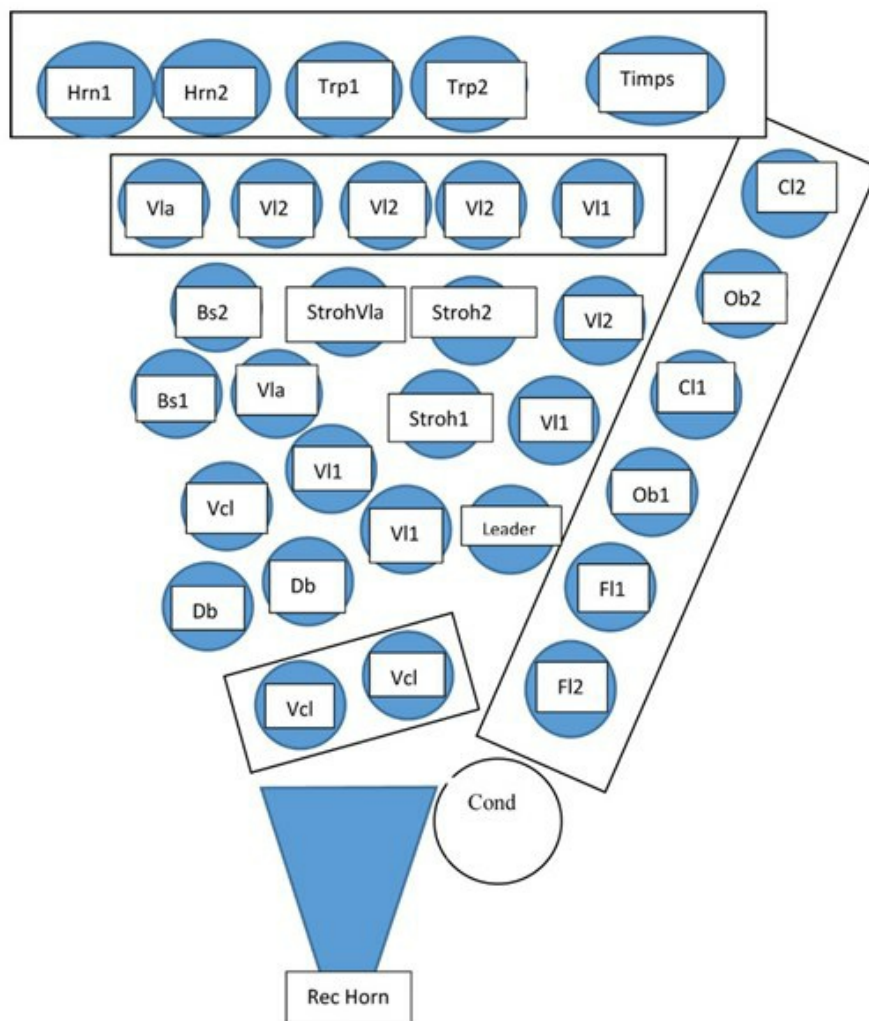 Hrn1
Hrn2
Trp1
Trp2
Timps
Vla
Vl2
Vl2
Vl2
Vl1
Cl2
Bs2
StrohVla
Stroh2
Vl2
Ob2
Bs1
Vla
Stroh1
Vl1
Cl1
Vcl
Vl1
Vl1
Leader
Ob1
Db
Db
Fl1
Vcl
Vcl
Fl2
Cond
Rec Horn